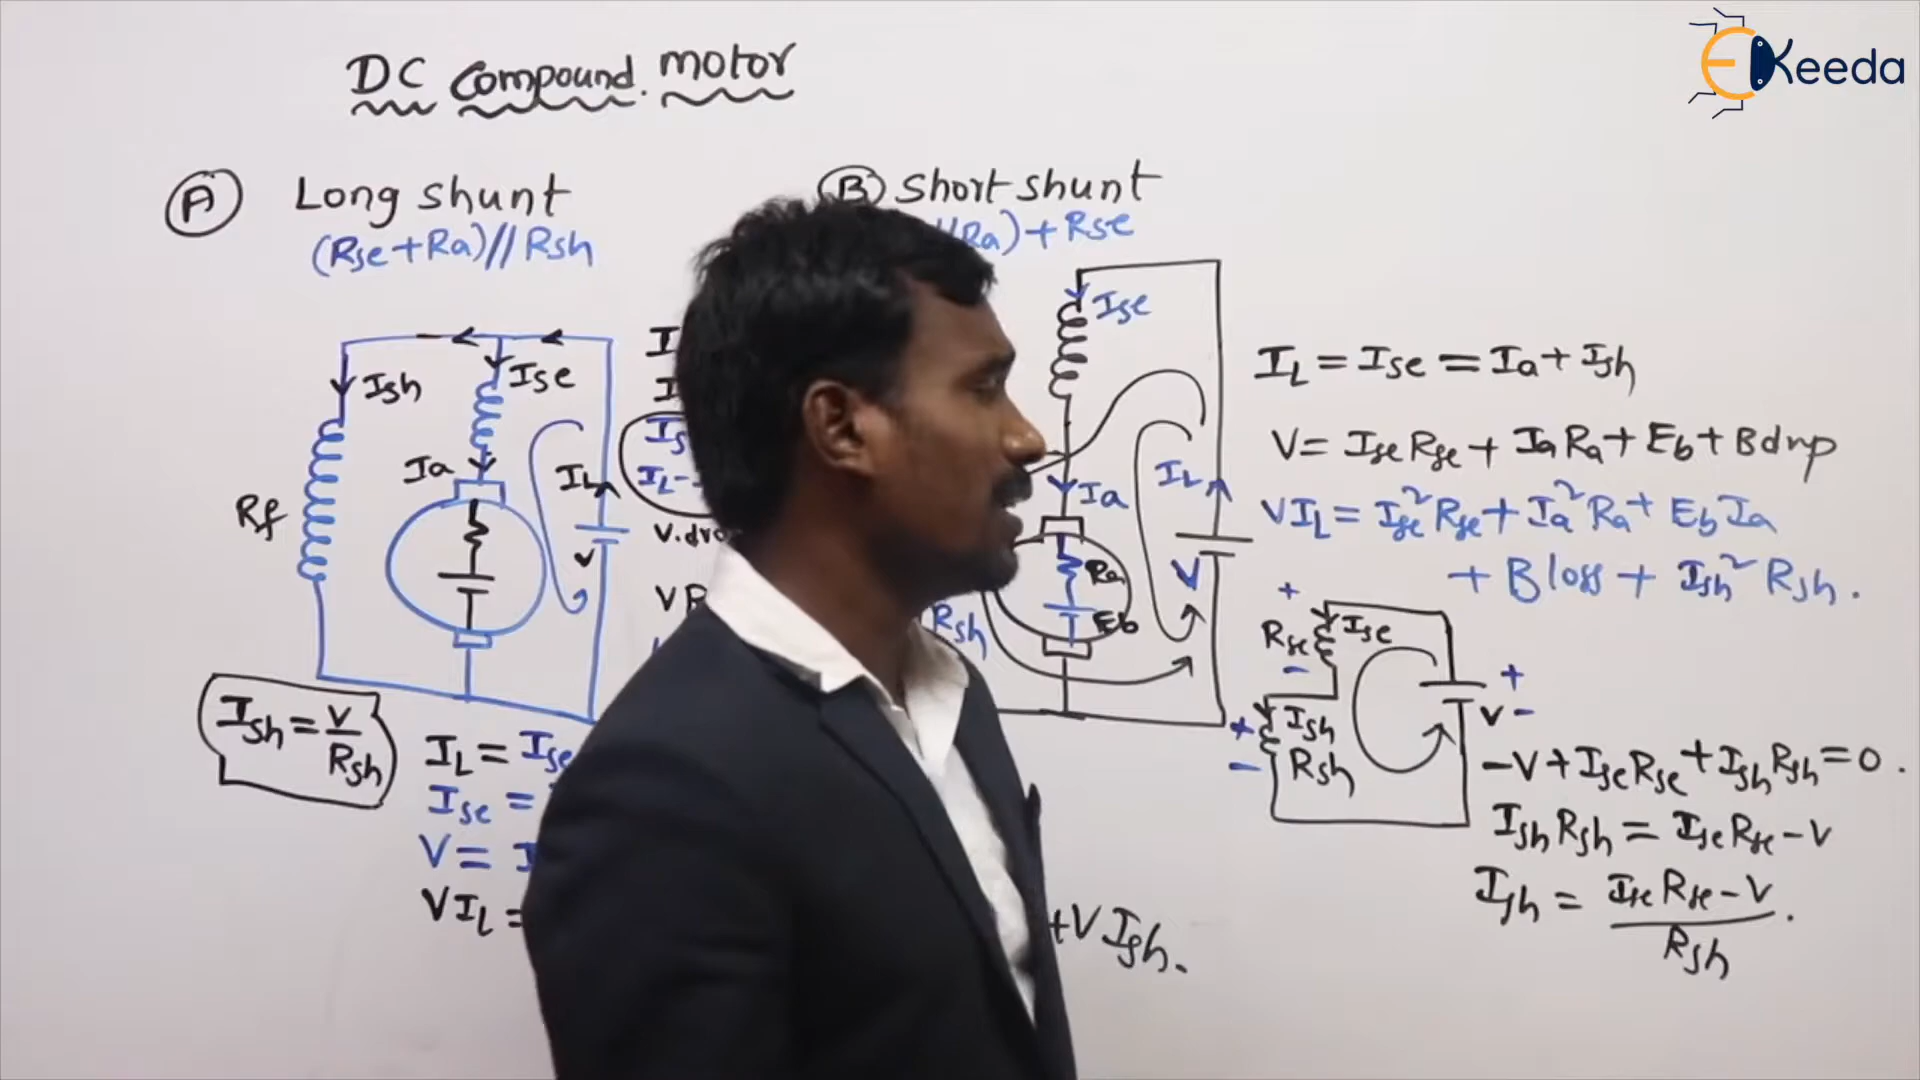 EKeeda
DC Compound motor
A Long shunt
(Rse+Ra)//Rsh
B Short shunt
//Ra)+Rse
Ish
Ise
Ia
IL
Rf
V
v.dro
Ish = V/Rsh
IL = Ise
Ise =
V =
VIL =
+VIsh.
Ise
Ia
IL
Ra
Eb
Rsh
V
IL = Ise = Ia + Ish
V = IseRse + IaRa + Eb + Bdrop
VIL = Ise²Rse + Ia²Ra + EbIa
+ Bloss + Ish²Rsh.
+
Rse Ise
-
+
V -
+ Ish
- Rsh
-V + IseRse + IshRsh = 0.
IshRsh = IseRse - V
Ish = IseRse - V / Rsh.